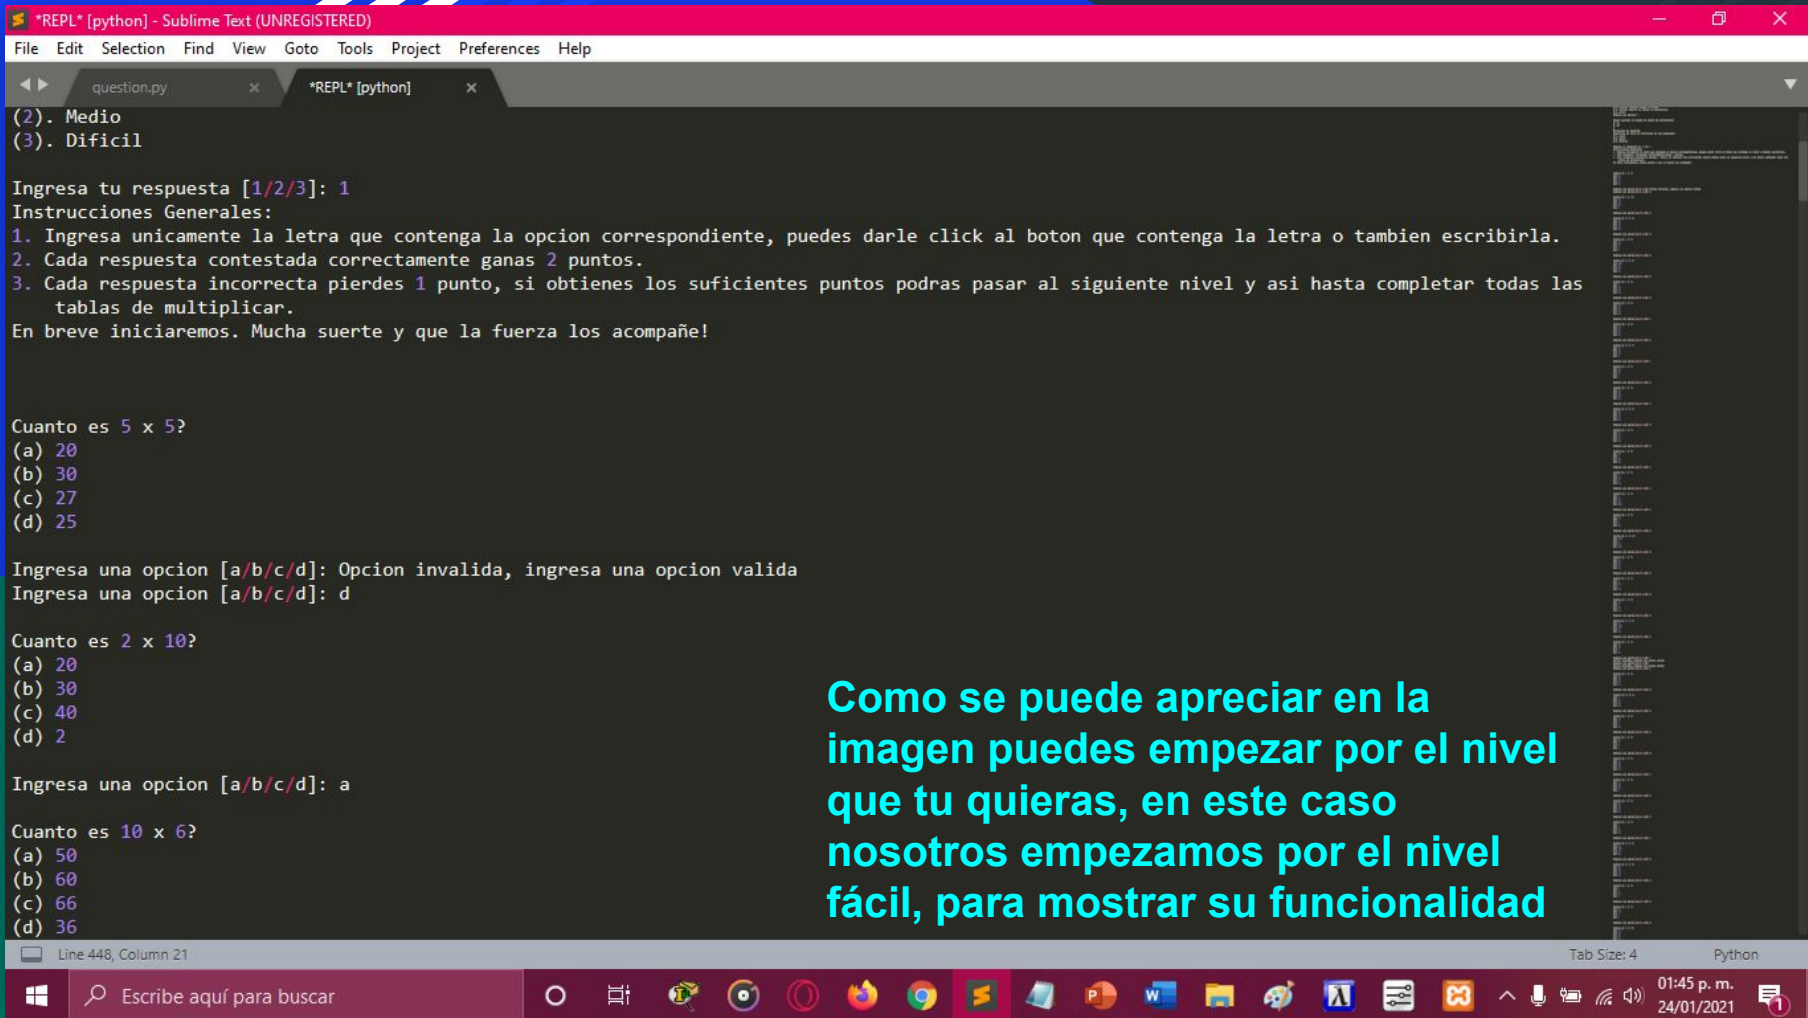 *REPL* [python] - Sublime Text (UNREGISTERED)
File Edit Selection Find View Goto Tools Project Preferences Help
question.py *REPL* [python]
(2). Medio
(3). Dificil
Ingresa tu respuesta [1/2/3]: 1
Instrucciones Generales:
1. Ingresa unicamente la letra que contenga la opcion correspondiente, puedes darle click al boton que contenga la letra o tambien escribirla.
2. Cada respuesta contestada correctamente ganas 2 puntos.
3. Cada respuesta incorrecta pierdes 1 punto, si obtienes los suficientes puntos podras pasar al siguiente nivel y asi hasta completar todas las
tablas de multiplicar.
En breve iniciaremos. Mucha suerte y que la fuerza los acompañe!
Cuanto es 5 x 5?
(a) 20
(b) 30
(c) 27
(d) 25
Ingresa una opcion [a/b/c/d]: Opcion invalida, ingresa una opcion valida
Ingresa una opcion [a/b/c/d]: d
Cuanto es 2 x 10?
(a) 20
(b) 30
(c) 40
(d) 2
Ingresa una opcion [a/b/c/d]: a
Cuanto es 10 x 6?
(a) 50
(b) 60
(c) 66
(d) 36
Como se puede apreciar en la
imagen puedes empezar por el nivel
que tu quieras, en este caso
nosotros empezamos por el nivel
fácil, para mostrar su funcionalidad
Line 448, Column 21
Tab Size: 4 Python
Escribe aquí para buscar
01:45 p. m.
24/01/2021
1